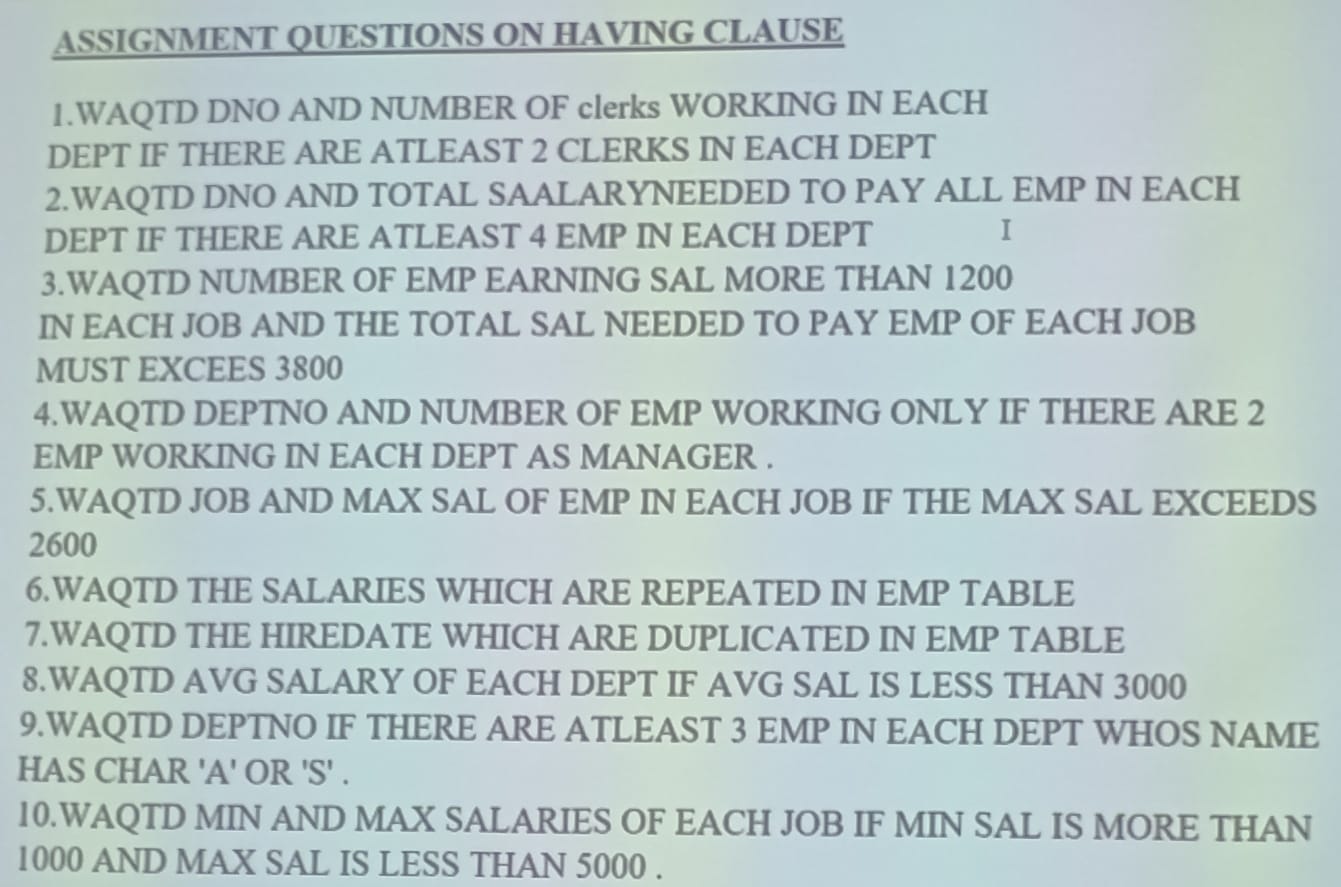 ASSIGNMENT QUESTIONS ON HAVING CLAUSE
1.WAQTD DNO AND NUMBER OF clerks WORKING IN EACH
DEPT IF THERE ARE ATLEAST 2 CLERKS IN EACH DEPT
2.WAQTD DNO AND TOTAL SAALARYNEEDED TO PAY ALL EMP IN EACH
DEPT IF THERE ARE ATLEAST 4 EMP IN EACH DEPT
3.WAQTD NUMBER OF EMP EARNING SAL MORE THAN 1200
IN EACH JOB AND THE TOTAL SAL NEEDED TO PAY EMP OF EACH JOB
MUST EXCEES 3800
4.WAQTD DEPTNO AND NUMBER OF EMP WORKING ONLY IF THERE ARE 2
EMP WORKING IN EACH DEPT AS MANAGER .
5.WAQTD JOB AND MAX SAL OF EMP IN EACH JOB IF THE MAX SAL EXCEEDS
2600
6.WAQTD THE SALARIES WHICH ARE REPEATED IN EMP TABLE
7.WAQTD THE HIREDATE WHICH ARE DUPLICATED IN EMP TABLE
8.WAQTD AVG SALARY OF EACH DEPT IF AVG SAL IS LESS THAN 3000
9.WAQTD DEPTNO IF THERE ARE ATLEAST 3 EMP IN EACH DEPT WHOS NAME
HAS CHAR 'A' OR 'S' .
10.WAQTD MIN AND MAX SALARIES OF EACH JOB IF MIN SAL IS MORE THAN
1000 AND MAX SAL IS LESS THAN 5000 .